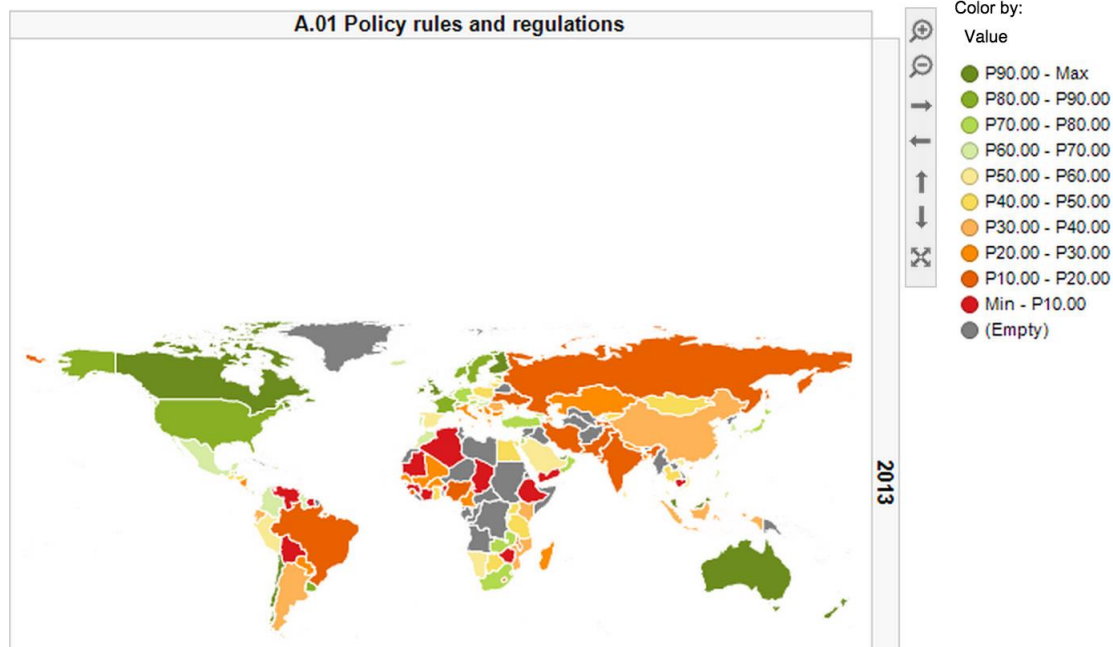 A.01 Policy rules and regulations
Color by:
Value
P90.00 - Max
P80.00 - P90.00
P70.00 - P80.00
P60.00 - P70.00
P50.00 - P60.00
P40.00 - P50.00
P30.00 - P40.00
P20.00 - P30.00
P10.00 - P20.00
Min - P10.00
(Empty)
2013